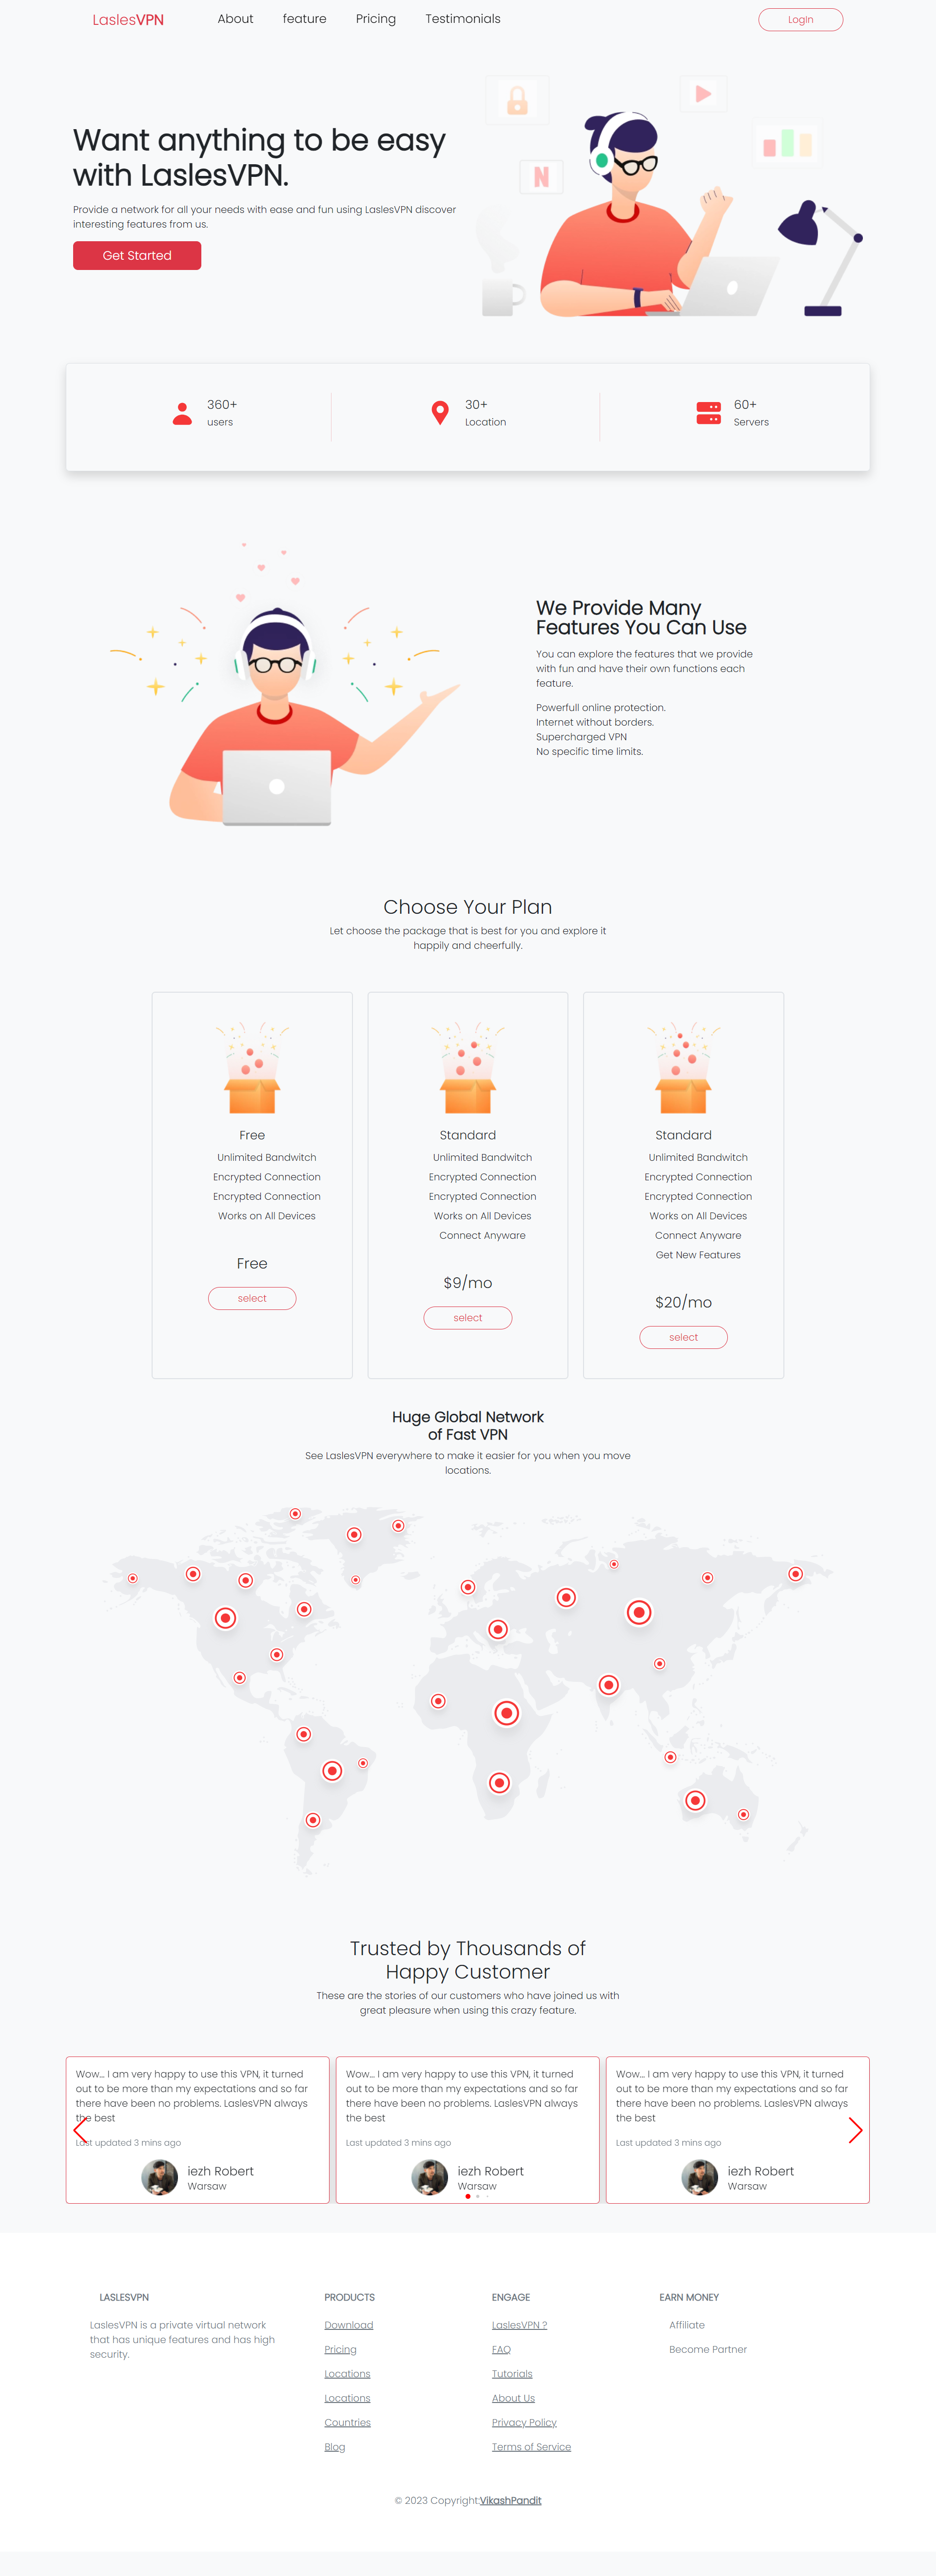 LaslesVPN
About
feature
Pricing
Testimonials
LogIn
Want anything to be easy
with LaslesVPN.
Provide a network for all your needs with ease and fun using LaslesVPN discover
interesting features from us.
Get Started
N
360+
users
30+
Location
60+
Servers
We Provide Many
Features You Can Use
You can explore the features that we provide
with fun and have their own functions each
feature.
Powerfull online protection.
Internet without borders.
Supercharged VPN
No specific time limits.
Choose Your Plan
Let choose the package that is best for you and explore it
happily and cheerfully.
Free
Unlimited Bandwitch
Encrypted Connection
Encrypted Connection
Works on All Devices
Free
select
Standard
Unlimited Bandwitch
Encrypted Connection
Encrypted Connection
Works on All Devices
Connect Anyware
$9/mo
select
Standard
Unlimited Bandwitch
Encrypted Connection
Encrypted Connection
Works on All Devices
Connect Anyware
Get New Features
$20/mo
select
Huge Global Network
of Fast VPN
See LaslesVPN everywhere to make it easier for you when you move
locations.
Trusted by Thousands of
Happy Customer
These are the stories of our customers who have joined us with
great pleasure when using this crazy feature.
Wow... I am very happy to use this VPN, it turned
out to be more than my expectations and so far
there have been no problems. LaslesVPN always
the best
Last updated 3 mins ago
iezh Robert
Warsaw
Wow... I am very happy to use this VPN, it turned
out to be more than my expectations and so far
there have been no problems. LaslesVPN always
the best
Last updated 3 mins ago
iezh Robert
Warsaw
Wow... I am very happy to use this VPN, it turned
out to be more than my expectations and so far
there have been no problems. LaslesVPN always
the best
Last updated 3 mins ago
iezh Robert
Warsaw
LASLESVPN
LaslesVPN is a private virtual network
that has unique features and has high
security.
PRODUCTS
Download
Pricing
Locations
Locations
Countries
Blog
ENGAGE
LaslesVPN ?
FAQ
Tutorials
About Us
Privacy Policy
Terms of Service
EARN MONEY
Affiliate
Become Partner
© 2023 Copyright:VikashPandit